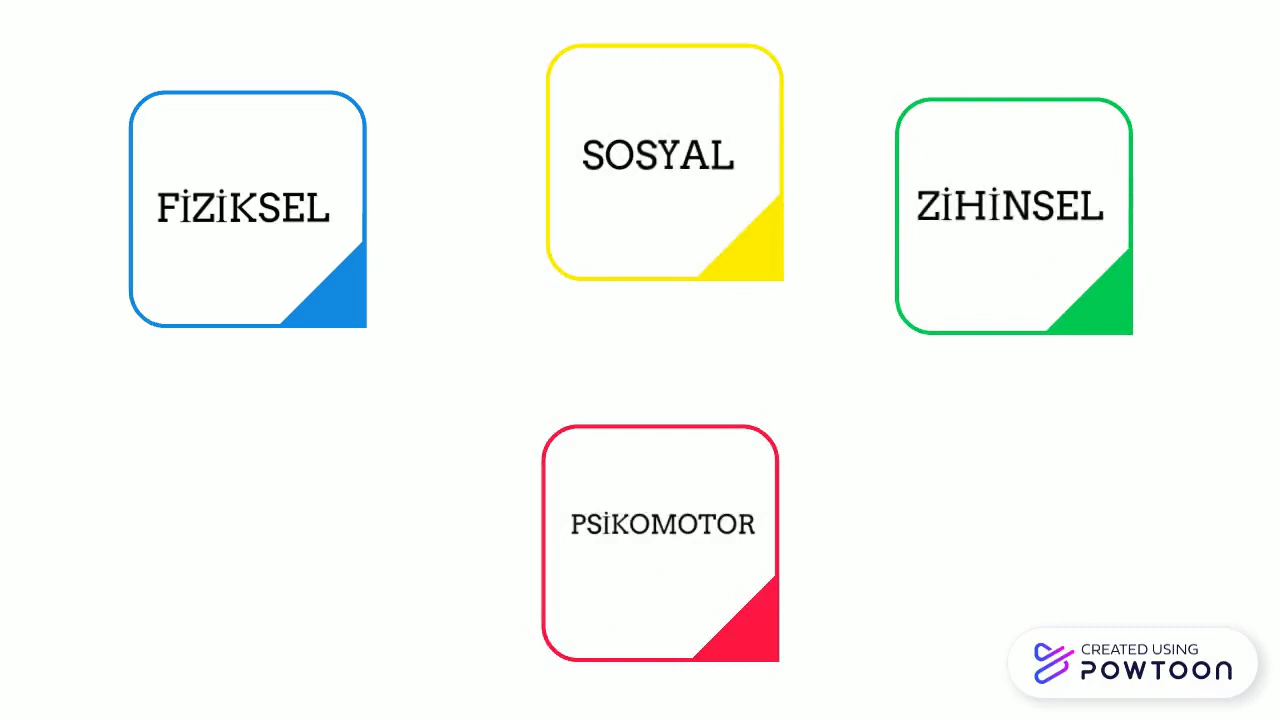 FİZİKSEL
SOSYAL
ZİHİNSEL
PSİKOMOTOR
CREATED USING
POWTOON